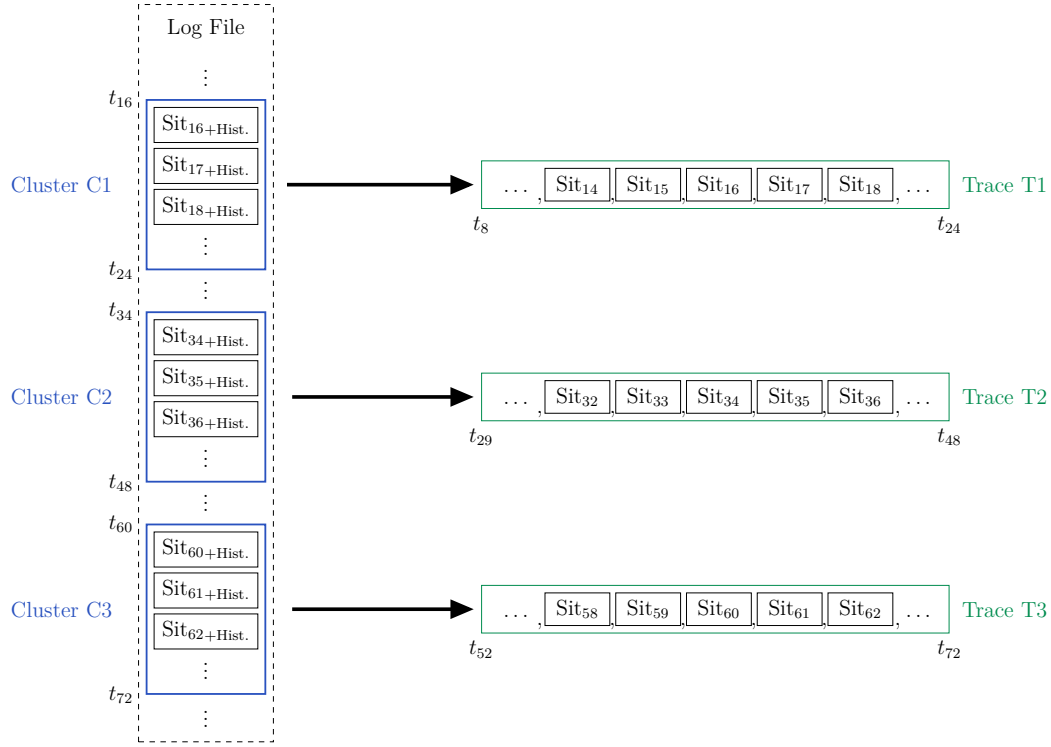 Log File
⋮
t₁₆
Sit₁₆₊Hist.
Cluster C1
Sit₁₇₊Hist.
Sit₁₈₊Hist.
⋮
t₂₄
… , Sit₁₄ , Sit₁₅ , Sit₁₆ , Sit₁₇ , Sit₁₈ , …
Trace T1
t₈
t₂₄
⋮
t₃₄
Sit₃₄₊Hist.
Cluster C2
Sit₃₅₊Hist.
Sit₃₆₊Hist.
⋮
t₄₈
… , Sit₃₂ , Sit₃₃ , Sit₃₄ , Sit₃₅ , Sit₃₆ , …
Trace T2
t₂₉
t₄₈
⋮
t₆₀
Sit₆₀₊Hist.
Cluster C3
Sit₆₁₊Hist.
Sit₆₂₊Hist.
⋮
t₇₂
… , Sit₅₈ , Sit₅₉ , Sit₆₀ , Sit₆₁ , Sit₆₂ , …
Trace T3
t₅₂
t₇₂
⋮